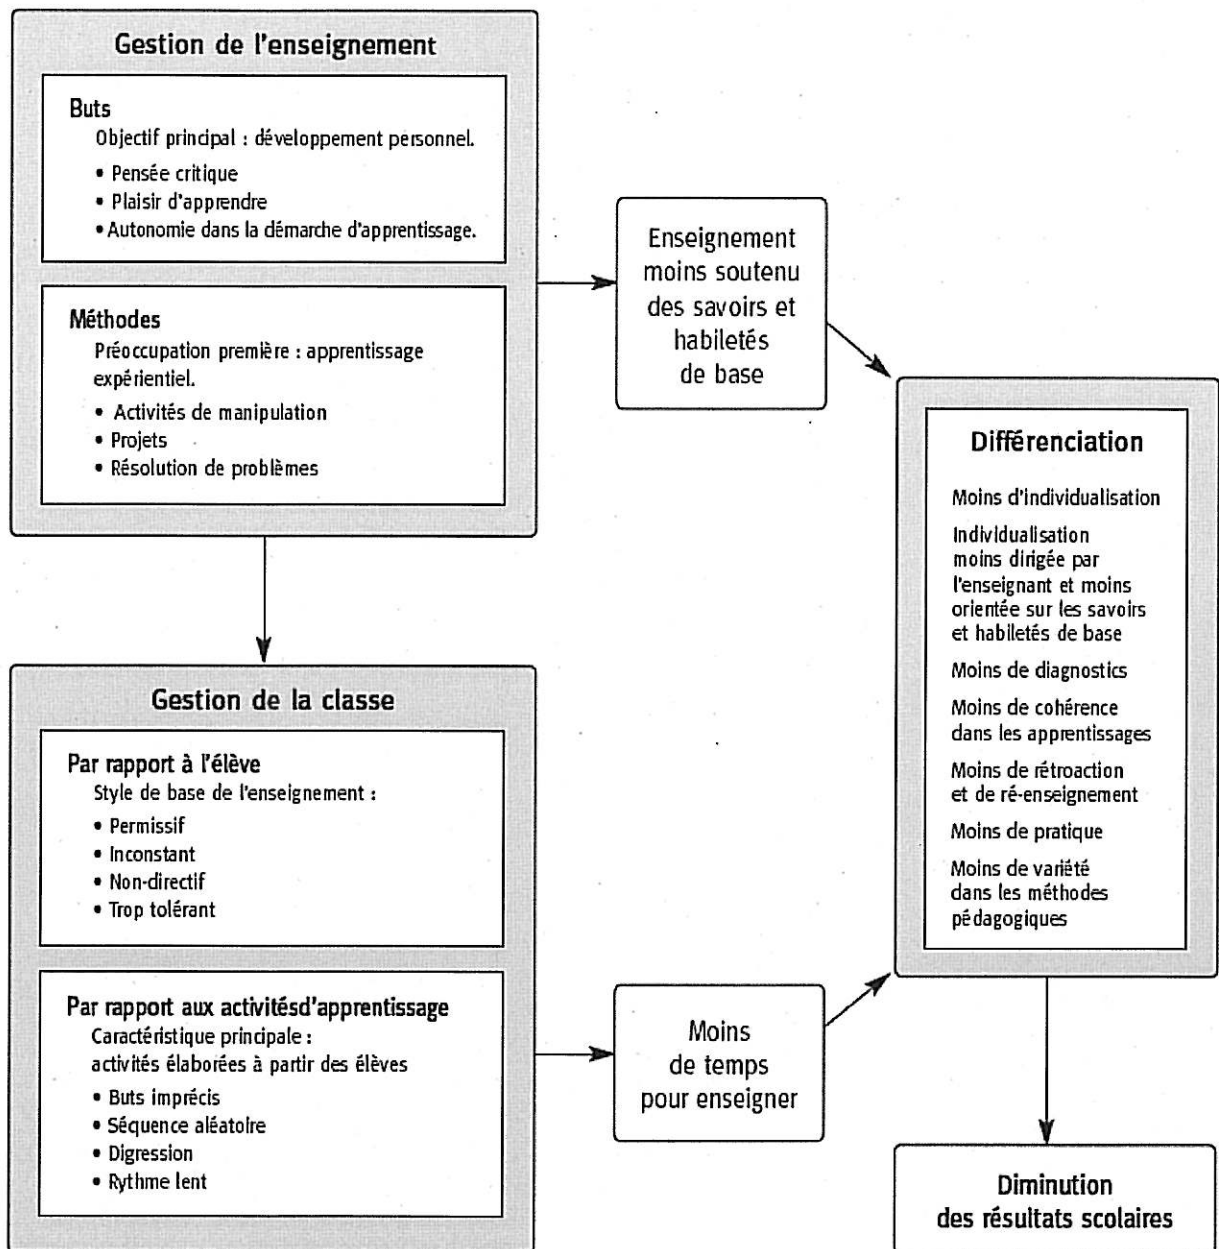 Gestion de l'enseignement
Buts
Objectif principal : développement personnel.
• Pensée critique
• Plaisir d'apprendre
• Autonomie dans la démarche d'apprentissage.
Méthodes
Préoccupation première : apprentissage
expérientiel.
• Activités de manipulation
• Projets
• Résolution de problèmes
Enseignement
moins soutenu
des savoirs et
habiletés
de base
Gestion de la classe
Par rapport à l'élève
Style de base de l'enseignement :
• Permissif
• Inconstant
• Non-directif
• Trop tolérant
Par rapport aux activitésd'apprentissage
Caractéristique principale :
activités élaborées à partir des élèves
• Buts imprécis
• Séquence aléatoire
• Digression
• Rythme lent
Moins
de temps
pour enseigner
Différenciation
Moins d'individualisation
Individualisation
moins dirigée par
l'enseignant et moins
orientée sur les savoirs
et habiletés de base
Moins de diagnostics
Moins de cohérence
dans les apprentissages
Moins de rétroaction
et de ré-enseignement
Moins de pratique
Moins de variété
dans les méthodes
pédagogiques
Diminution
des résultats scolaires